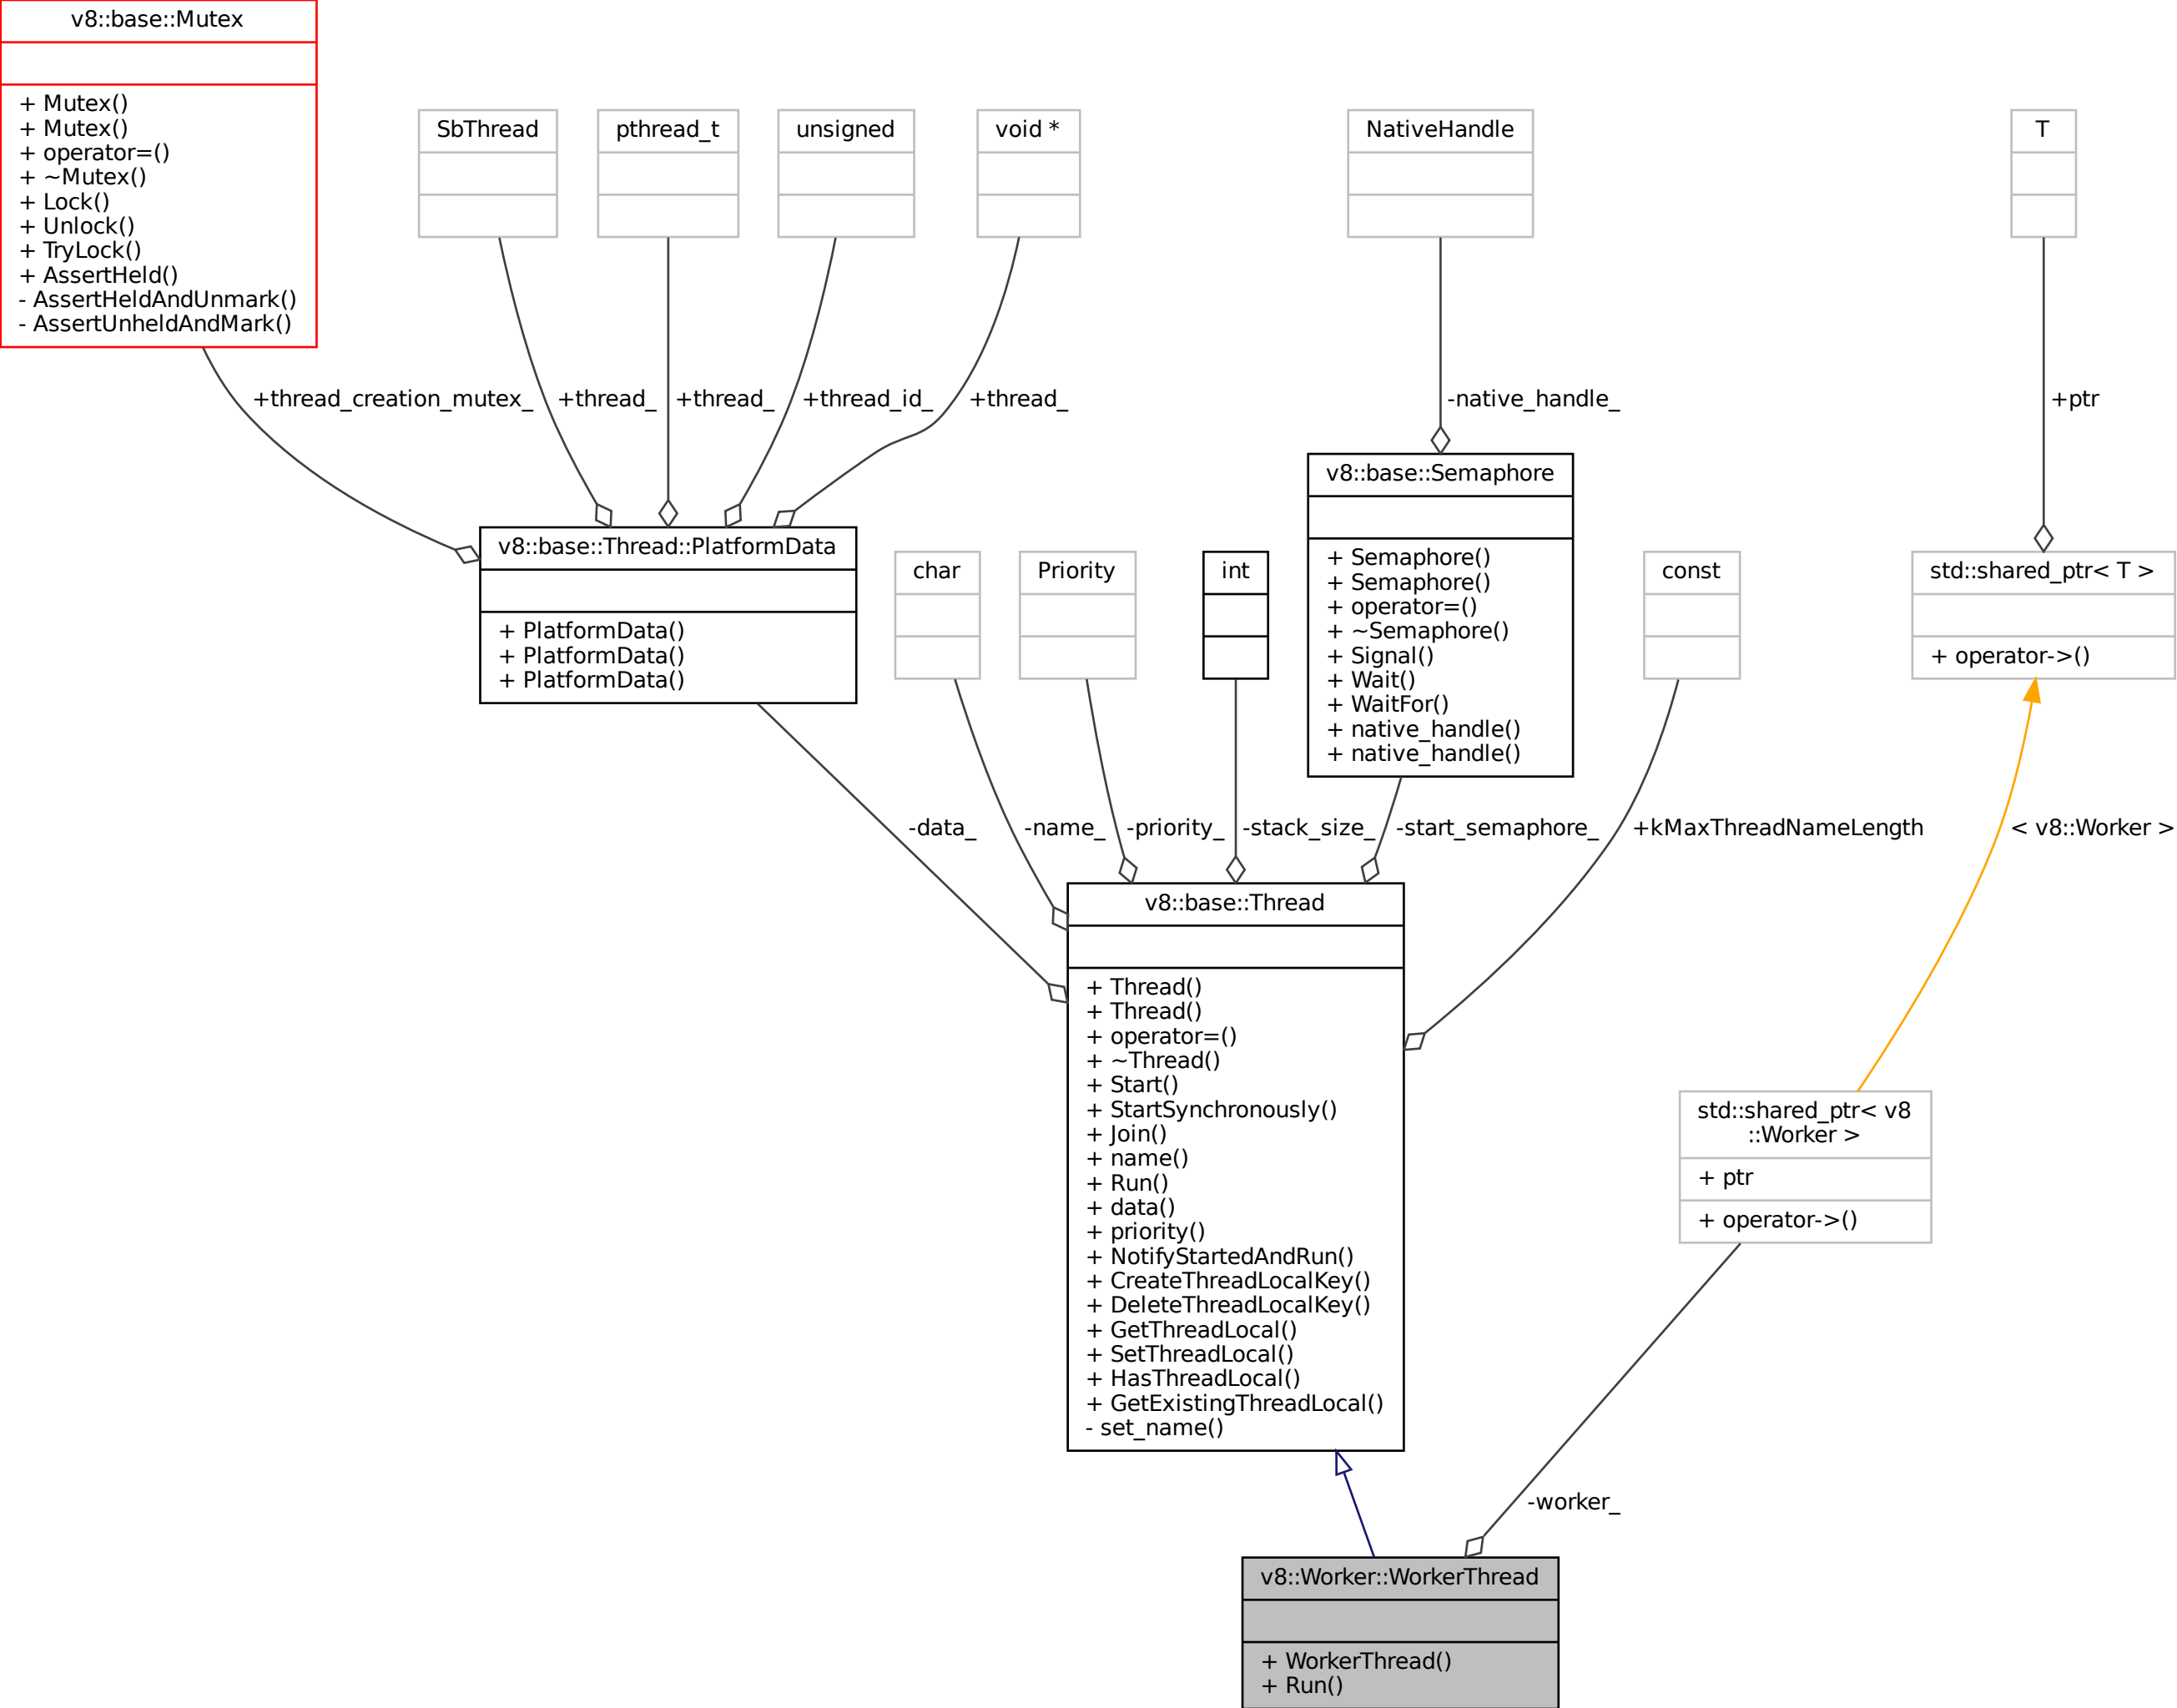 v8::base::Mutex
+ Mutex()
+ Mutex()
+ operator=()
+ ~Mutex()
+ Lock()
+ Unlock()
+ TryLock()
+ AssertHeld()
- AssertHeldAndUnmark()
- AssertUnheldAndMark()
SbThread
pthread_t
unsigned
void *
NativeHandle
T
+thread_creation_mutex_
+thread_
+thread_
+thread_id_
+thread_
-native_handle_
+ptr
v8::base::Thread::PlatformData
+ PlatformData()
+ PlatformData()
+ PlatformData()
char
Priority
int
v8::base::Semaphore
+ Semaphore()
+ Semaphore()
+ operator=()
+ ~Semaphore()
+ Signal()
+ Wait()
+ WaitFor()
+ native_handle()
+ native_handle()
const
std::shared_ptr< T >
+ operator->()
-data_
-name_
-priority_
-stack_size_
-start_semaphore_
+kMaxThreadNameLength
< v8::Worker >
v8::base::Thread
+ Thread()
+ Thread()
+ operator=()
+ ~Thread()
+ Start()
+ StartSynchronously()
+ Join()
+ name()
+ Run()
+ data()
+ priority()
+ NotifyStartedAndRun()
+ CreateThreadLocalKey()
+ DeleteThreadLocalKey()
+ GetThreadLocal()
+ SetThreadLocal()
+ HasThreadLocal()
+ GetExistingThreadLocal()
- set_name()
std::shared_ptr< v8
::Worker >
+ ptr
+ operator->()
-worker_
v8::Worker::WorkerThread
+ WorkerThread()
+ Run()